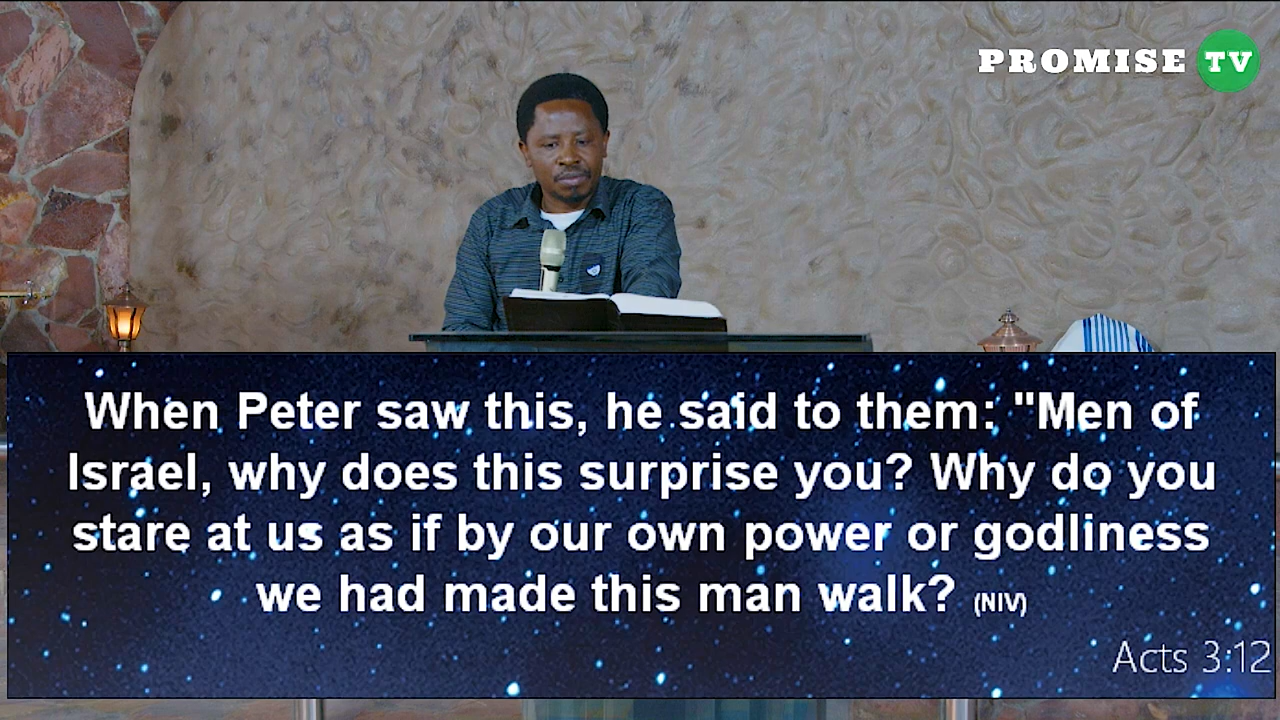 PROMISE TV
When Peter saw this, he said to them: "Men of
Israel, why does this surprise you? Why do you
stare at us as if by our own power or godliness
we had made this man walk? (NIV)
Acts 3:12